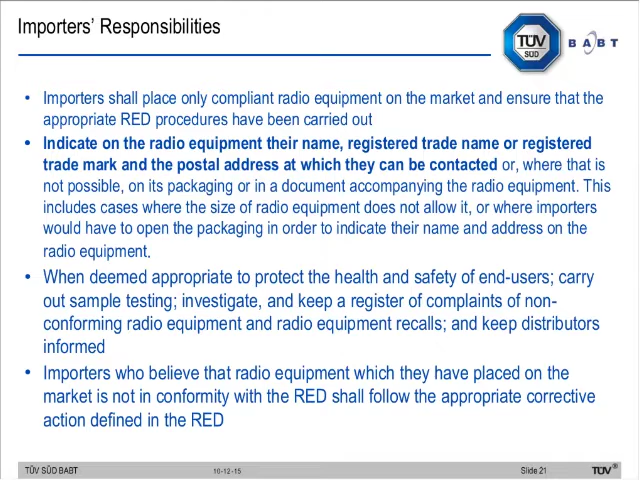 Importers' Responsibilities
TÜV
SÜD
BABT
• Importers shall place only compliant radio equipment on the market and ensure that the
appropriate RED procedures have been carried out
• Indicate on the radio equipment their name, registered trade name or registered
trade mark and the postal address at which they can be contacted or, where that is
not possible, on its packaging or in a document accompanying the radio equipment. This
includes cases where the size of radio equipment does not allow it, or where importers
would have to open the packaging in order to indicate their name and address on the
radio equipment.
• When deemed appropriate to protect the health and safety of end-users; carry
out sample testing; investigate, and keep a register of complaints of non-
conforming radio equipment and radio equipment recalls; and keep distributors
informed
• Importers who believe that radio equipment which they have placed on the
market is not in conformity with the RED shall follow the appropriate corrective
action defined in the RED
TÜV SÜD BABT 10-12-15 Slide 21 TÜV®